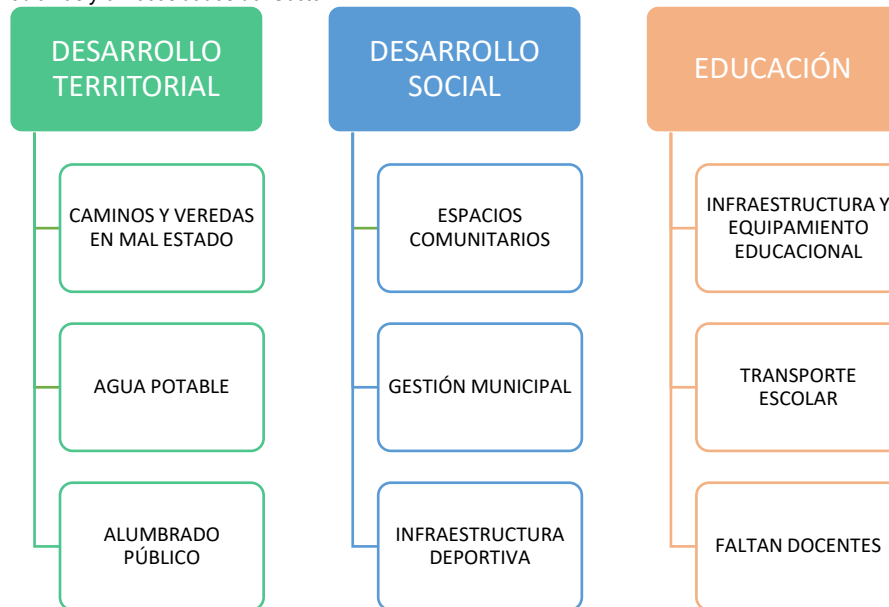 DESARROLLO
TERRITORIAL
CAMINOS Y VEREDAS
EN MAL ESTADO
AGUA POTABLE
ALUMBRADO
PÚBLICO
DESARROLLO
SOCIAL
ESPACIOS
COMUNITARIOS
GESTIÓN MUNICIPAL
INFRAESTRUCTURA
DEPORTIVA
EDUCACIÓN
INFRAESTRUCTURA Y
EQUIPAMIENTO
EDUCACIONAL
TRANSPORTE
ESCOLAR
FALTAN DOCENTES